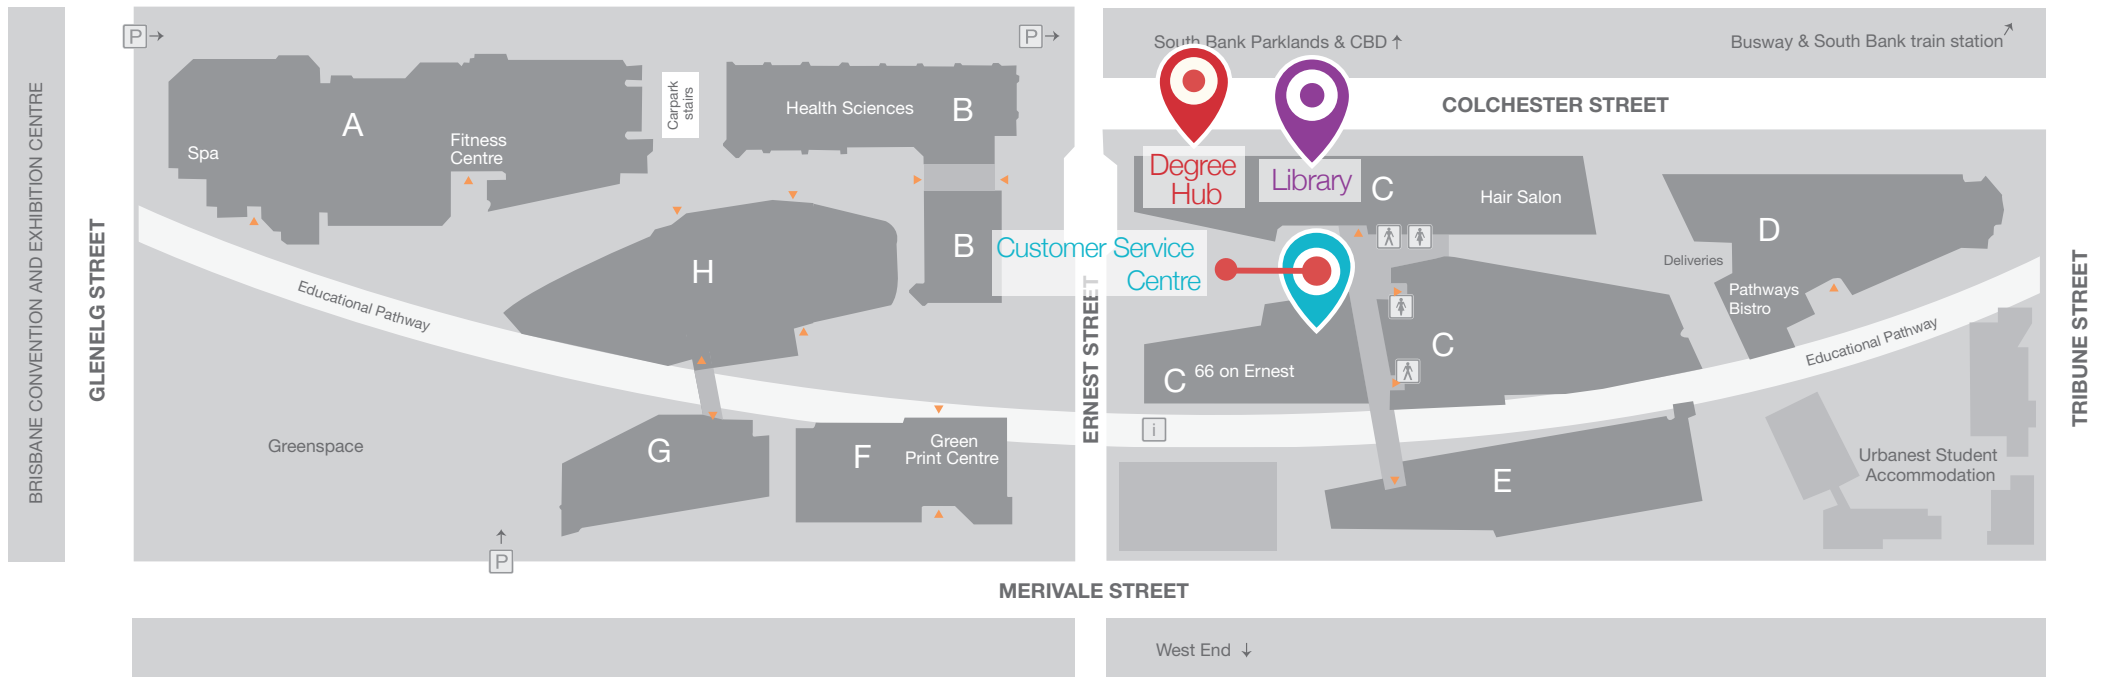 P
P
South Bank Parklands & CBD
Busway & South Bank train station
COLCHESTER STREET
BRISBANE CONVENTION AND EXHIBITION CENTRE
GLENELG STREET
A
Spa
Fitness
Centre
Carpark
stairs
Health Sciences
B
B
H
Educational Pathway
Greenspace
G
F
Green
Print Centre
P
ERNEST STREET
Degree
Hub
Library
C
Hair Salon
Customer Service
Centre
C
66 on Ernest
C
i
D
Deliveries
Pathways
Bistro
Educational Pathway
E
Urbanest Student
Accommodation
TRIBUNE STREET
MERIVALE STREET
West End